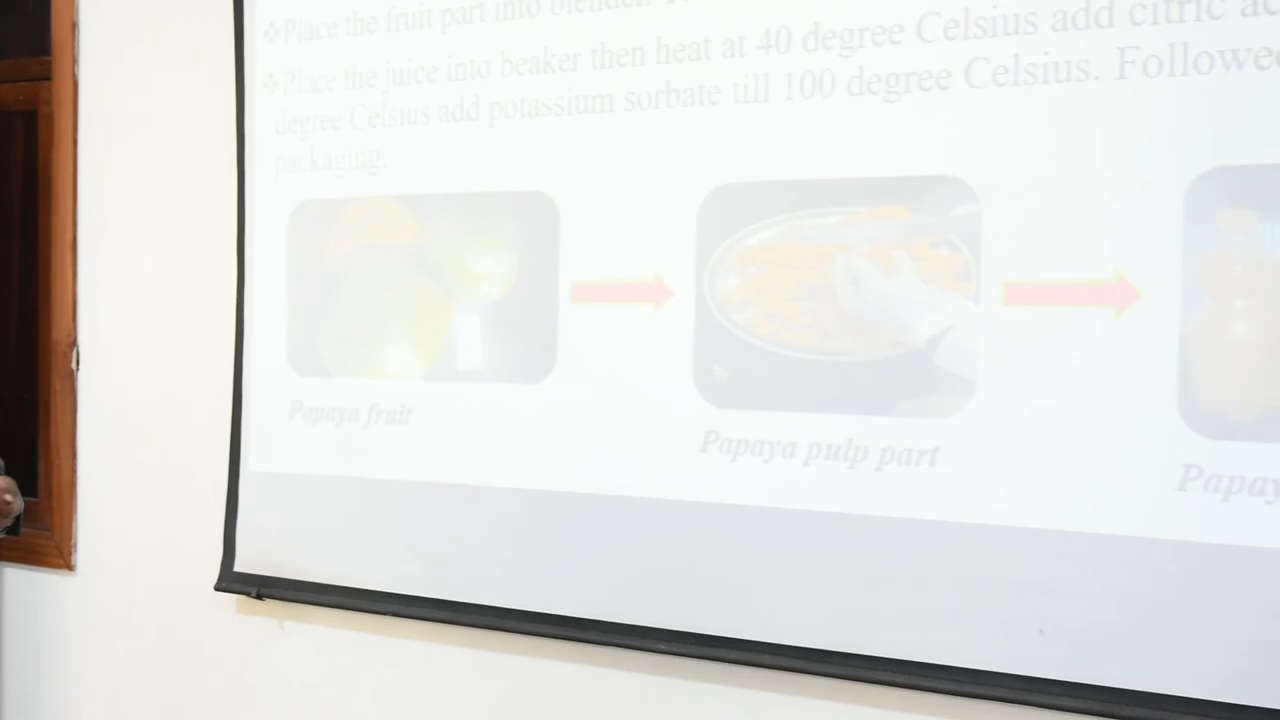 ❖Place the fruit part into blender.
❖Place the juice into beaker then heat at 40 degree Celsius add citric
degree Celsius add potassium sorbate till 100 degree Celsius. Followe
packaging.
Papaya fruit
Papaya pulp part
Papay